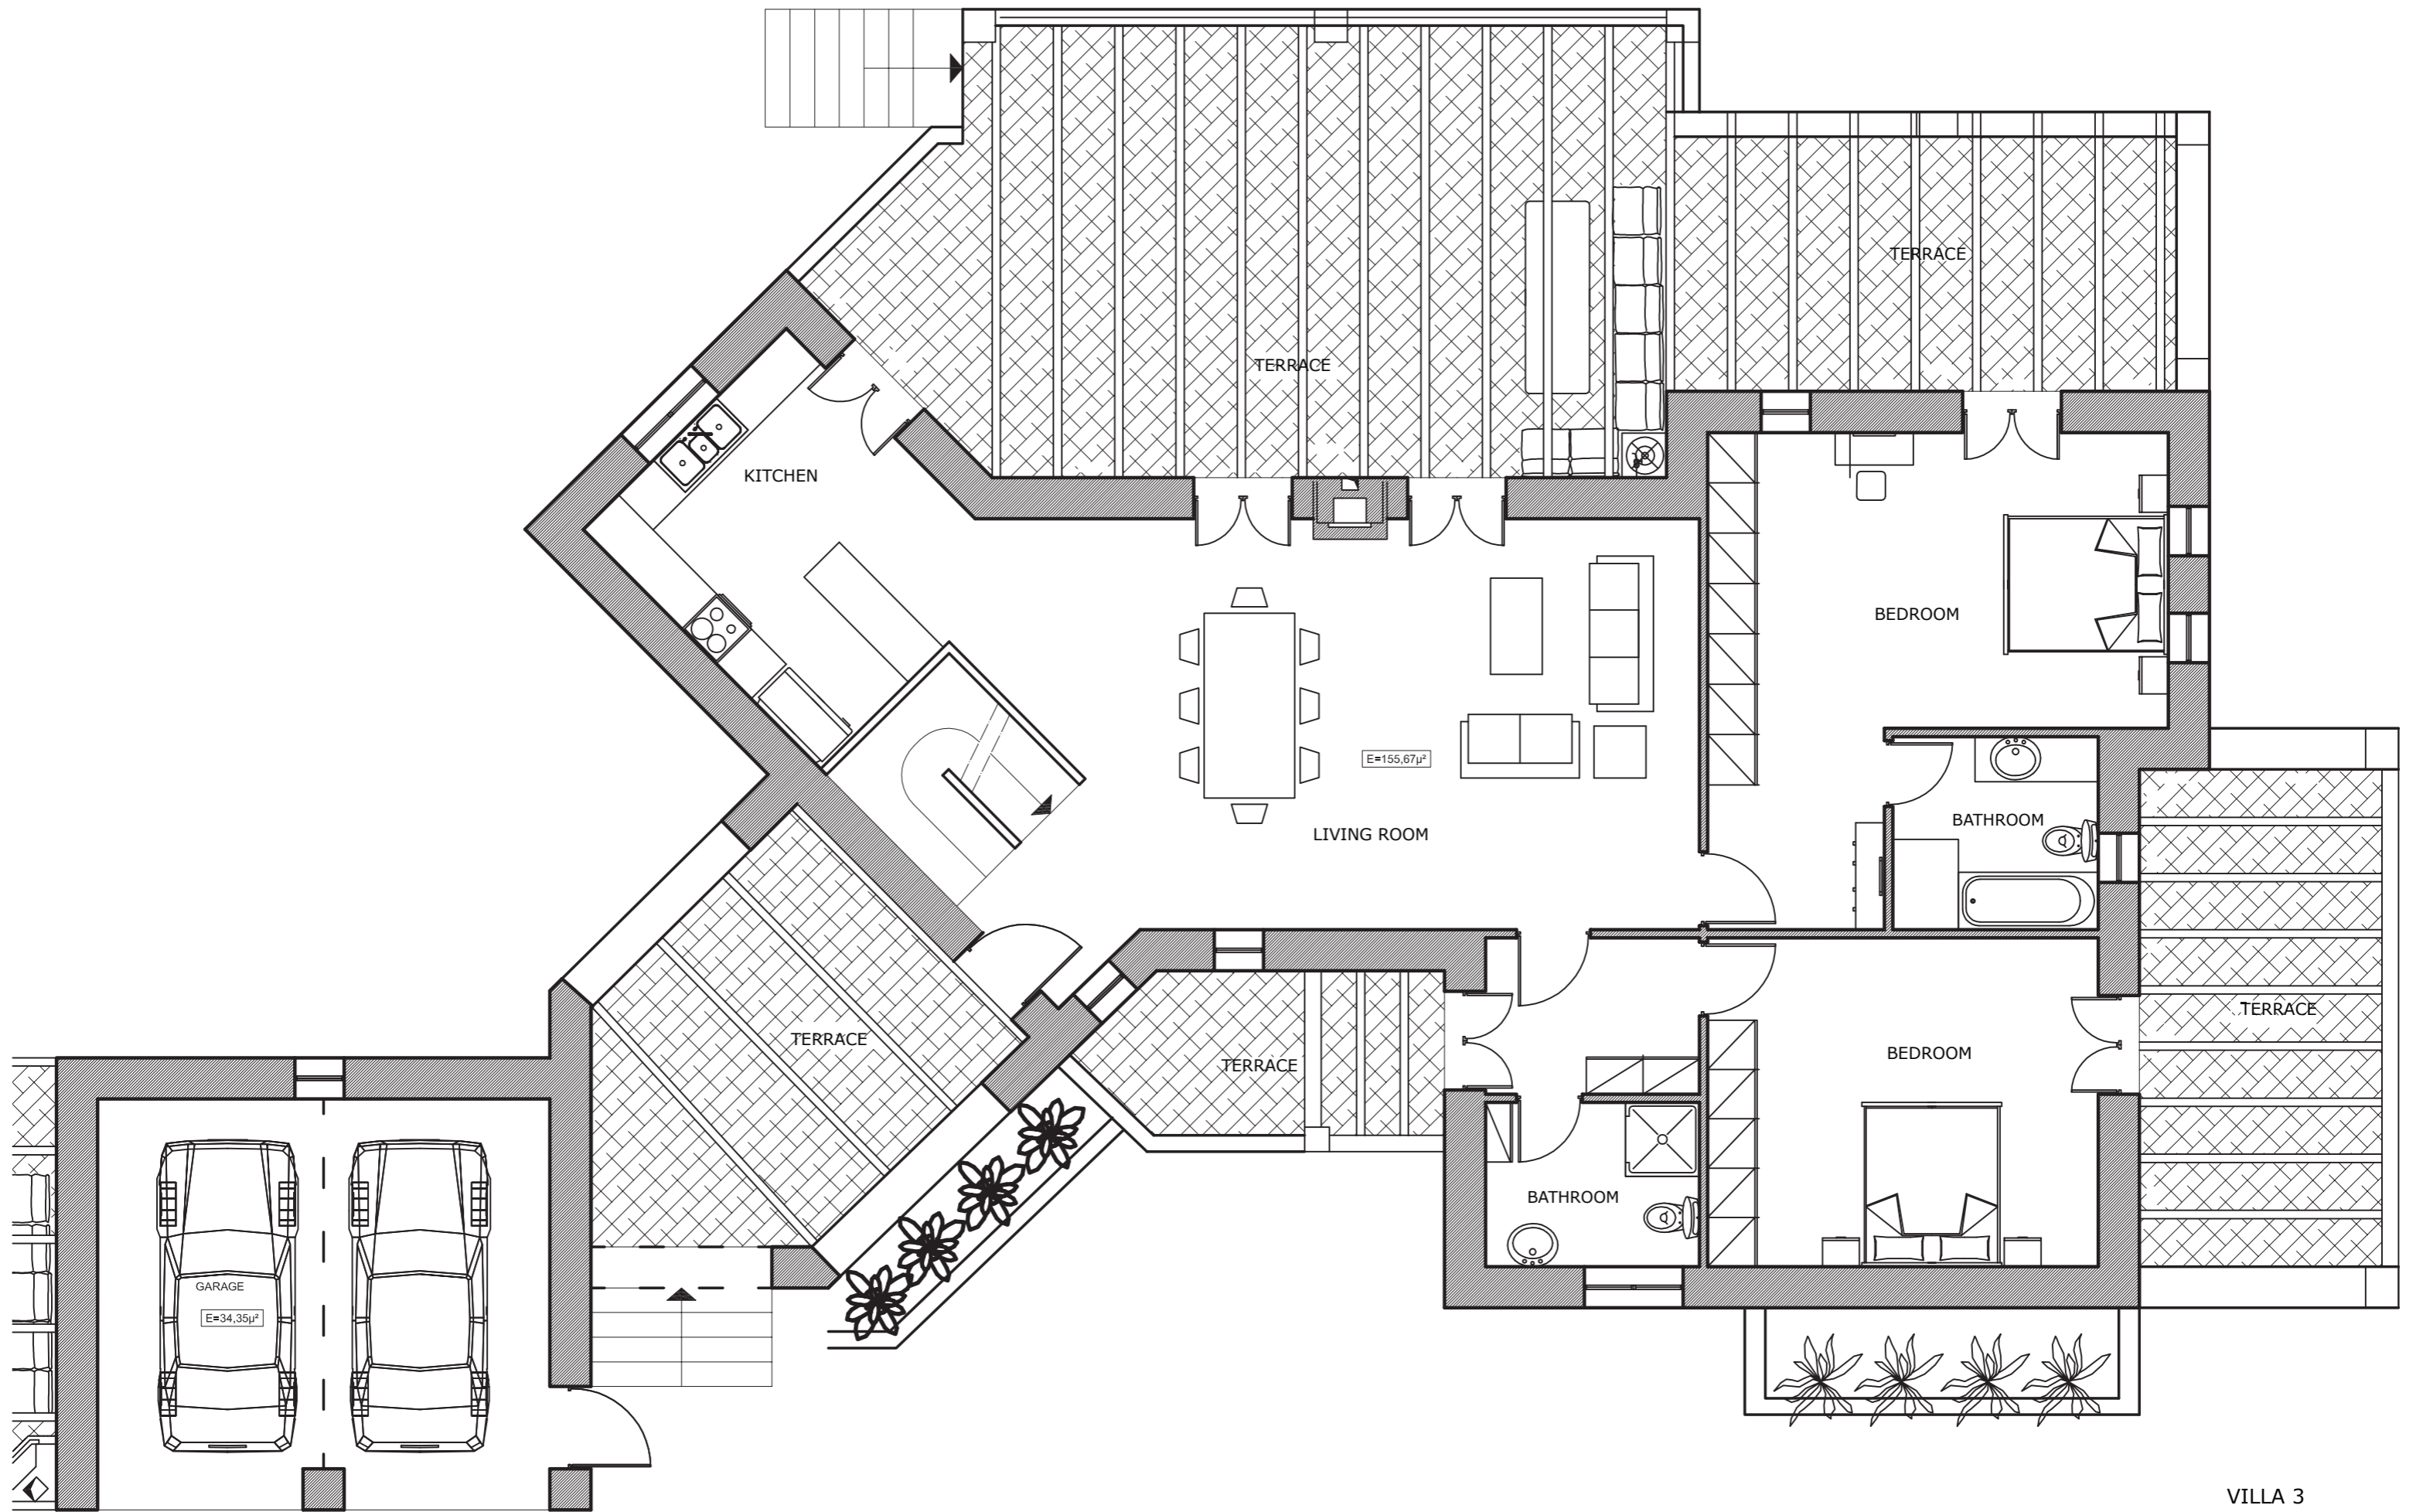 TERRACE
TERRACE
KITCHEN
BEDROOM
E=155,67μ²
LIVING ROOM
BATHROOM
TERRACE
TERRACE
TERRACE
BEDROOM
BATHROOM
GARAGE
E=34,35μ²
VILLA 3